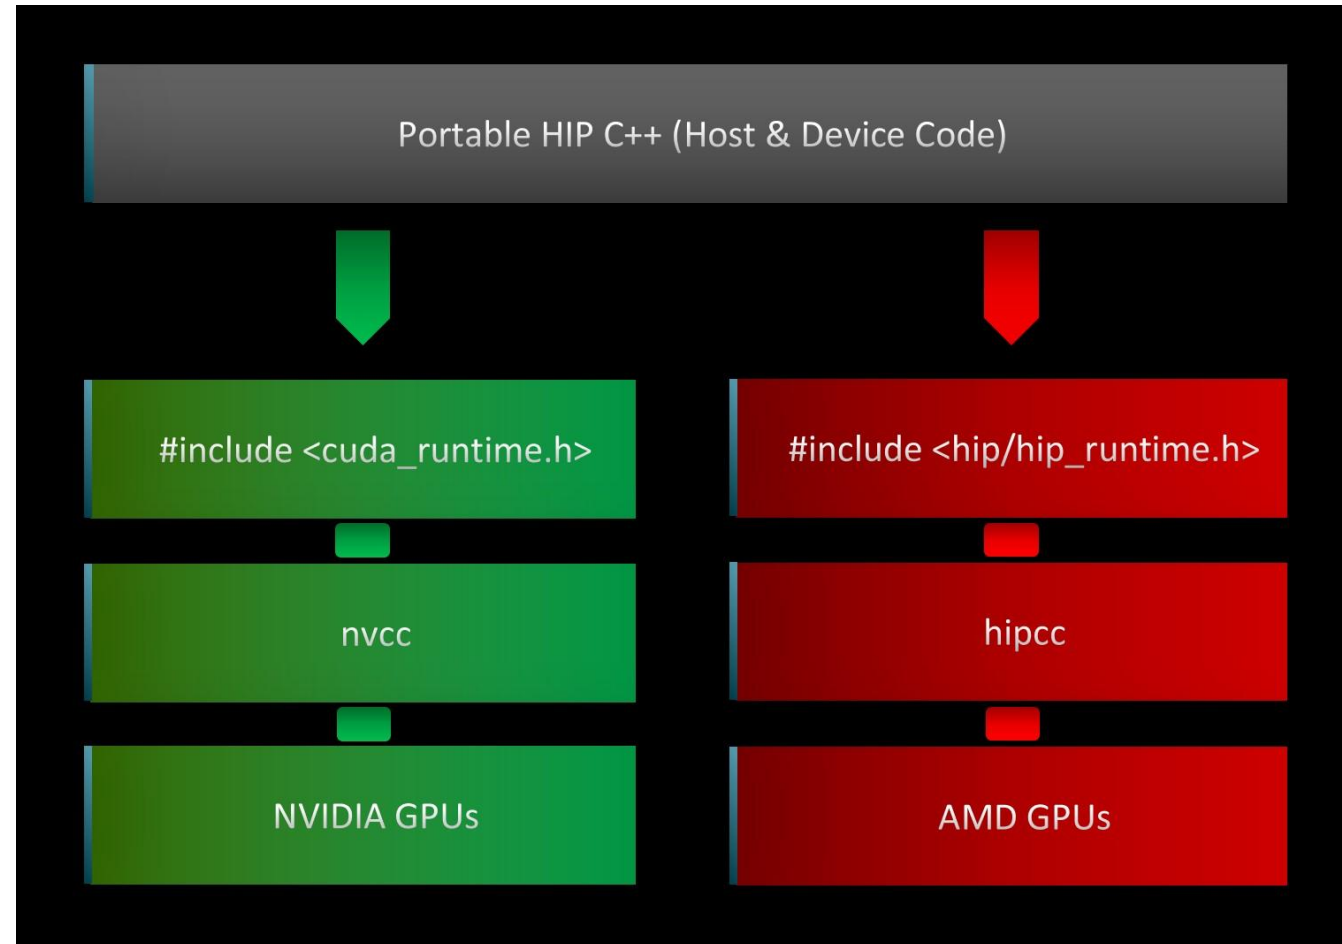 Portable HIP C++ (Host & Device Code)
#include <cuda_runtime.h>
nvcc
NVIDIA GPUs
#include <hip/hip_runtime.h>
hipcc
AMD GPUs